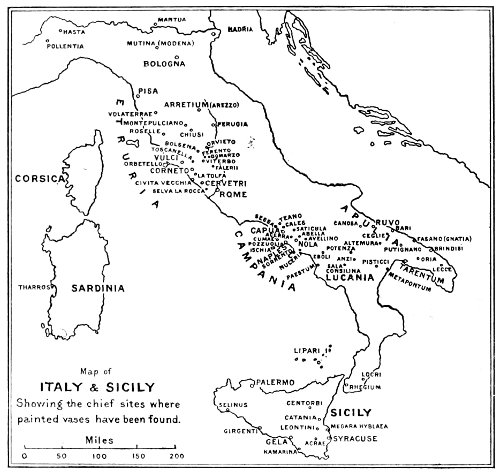 MANTUA
HASTA
POLLENTIA
HADRIA
MUTINA (MODENA)
BOLOGNA
PISA
ARRETIUM (AREZZO)
VOLATERRAE
MONTEPULCIANO
PERUGIA
ROSELLE
CHIUSI
ETRURIA
BOLSENA
ORVIETO
TOSCANELLA
FERENTO
BOMARZO
VULCI
VITERBO
ORBETELLO
FALERII
CORNETO
LA TOLFA
CIVITA VECCHIA
CERVETRI
SELVA LA ROCCA
ROME
CORSICA
THARROS
SARDINIA
CAMPANIA
SUESSA
TEANO
CALES
CAPUA
SATICULA
ACERRA
ABELLA
CUMAE
AVELLINO
POZZUOLI
NOLA
ISCHIA
NAPLES
SORRENTO
NUCERIA
EBOLI
PAESTUM
POTENZA
ANZI
SALA
CONSILINA
LUCANIA
PISTICCI
APULIA
CANOSA
RUVO
BARI
CEGLIE
ALTEMURA
PUTIGNANO
FASANO (GNATIA)
BRINDISI
ORIA
LECCE
TARENTUM
METAPONTUM
LIPARI I.
LOCRI
RHEGIUM
PALERMO
SELINUS
CENTORBI
SICILY
CATANIA
LEONTINI
MEGARA HYBLAEA
GIRGENTI
GELA
ACRAE
SYRACUSE
KAMARINA
Map of
ITALY & SICILY
Showing the chief sites where
painted vases have been found.
Miles
0 50 100 150 200